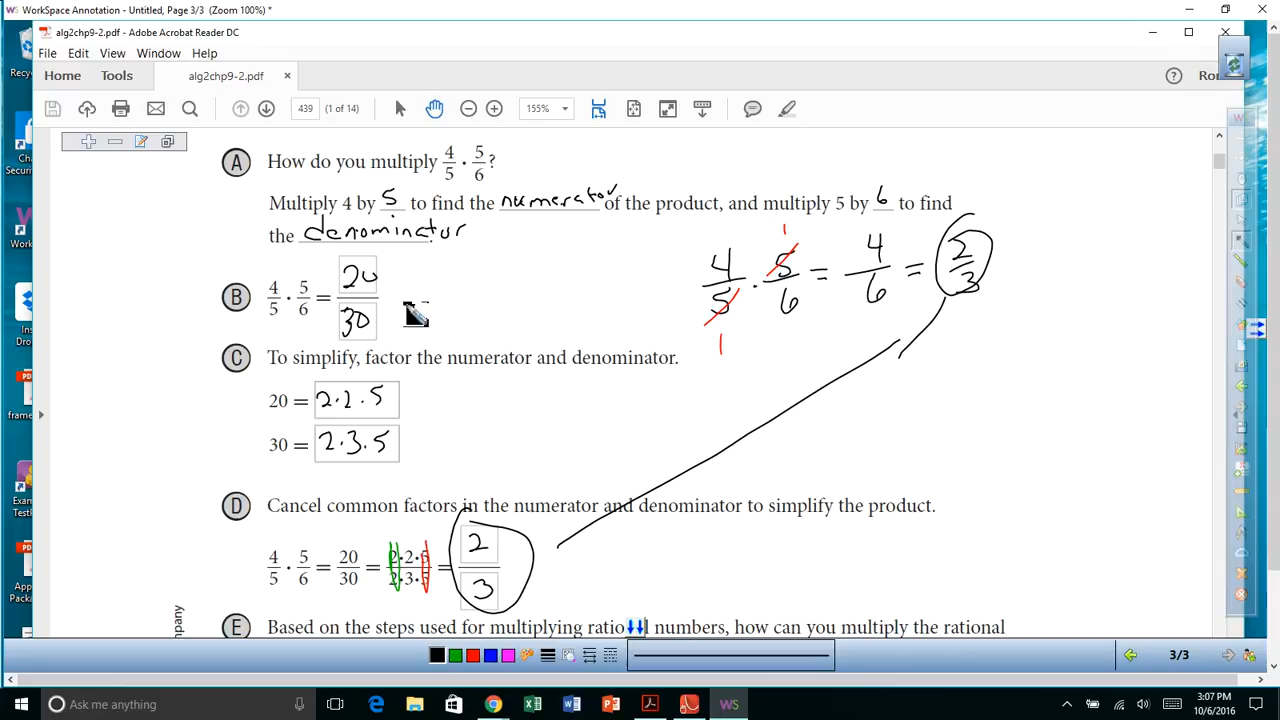 WorkSpace Annotation - Untitled, Page 3/3 (Zoom 100%) *
alg2chp9-2.pdf - Adobe Acrobat Reader DC
File Edit View Window Help
Home Tools alg2chp9-2.pdf ×
439 (1 of 14) 155%
A How do you multiply 4/5 · 5/6?
Multiply 4 by 5 to find the numerator of the product, and multiply 5 by 6 to find
the denominator.
4/5 · 5/6 = 4/6 = 2/3
1
1
B 4/5 · 5/6 = 20/30
C To simplify, factor the numerator and denominator.
20 = 2·2·5
30 = 2·3·5
D Cancel common factors in the numerator and denominator to simplify the product.
4/5 · 5/6 = 20/30 = 2·2·5/2·3·5 = 2/3
E Based on the steps used for multiplying ratio l numbers, how can you multiply the rational
3/3
Ask me anything
3:07 PM
10/6/2016